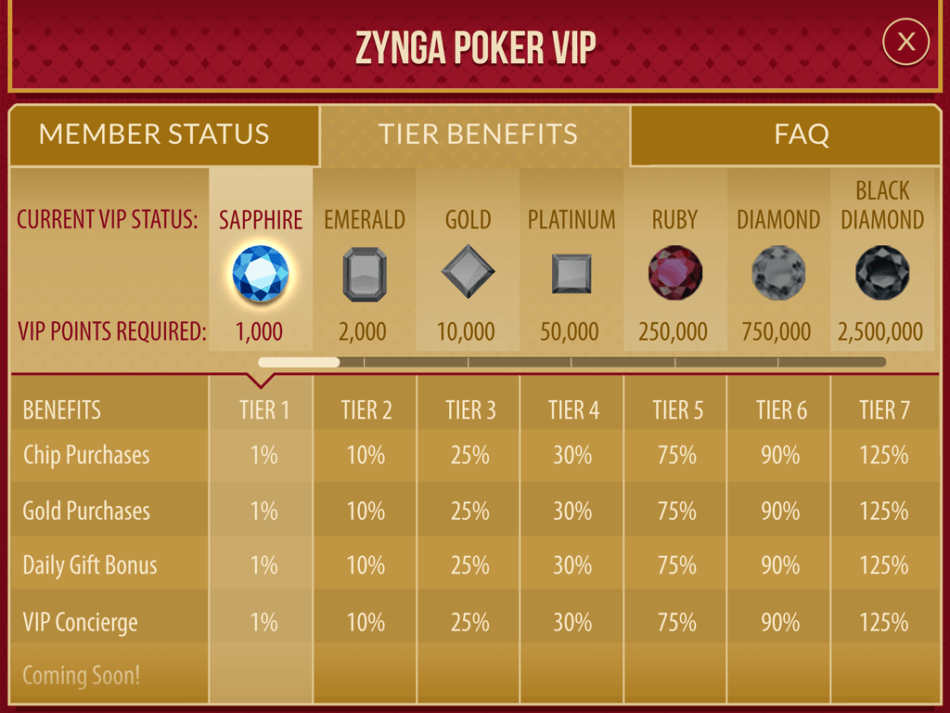 ZYNGA POKER VIP
X
MEMBER STATUS TIER BENEFITS FAQ
CURRENT VIP STATUS: SAPPHIRE EMERALD GOLD PLATINUM RUBY DIAMOND BLACK DIAMOND
VIP POINTS REQUIRED: 1,000 2,000 10,000 50,000 250,000 750,000 2,500,000
BENEFITS TIER 1 TIER 2 TIER 3 TIER 4 TIER 5 TIER 6 TIER 7
Chip Purchases 1% 10% 25% 30% 75% 90% 125%
Gold Purchases 1% 10% 25% 30% 75% 90% 125%
Daily Gift Bonus 1% 10% 25% 30% 75% 90% 125%
VIP Concierge 1% 10% 25% 30% 75% 90% 125%
Coming Soon!